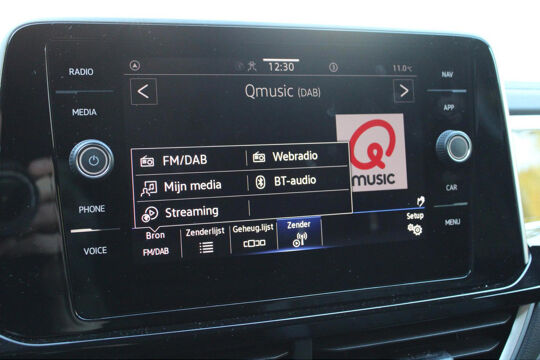 RADIO
MEDIA
PHONE
VOICE
12:30
11.0°C
Qmusic (DAB)
FM/DAB
Webradio
Mijn media
BT-audio
Streaming
MUSIC
Bron
FM/DAB
Zenderlijst
Geheug.lijst
Zender
Setup
NAV
APP
CAR
MENU